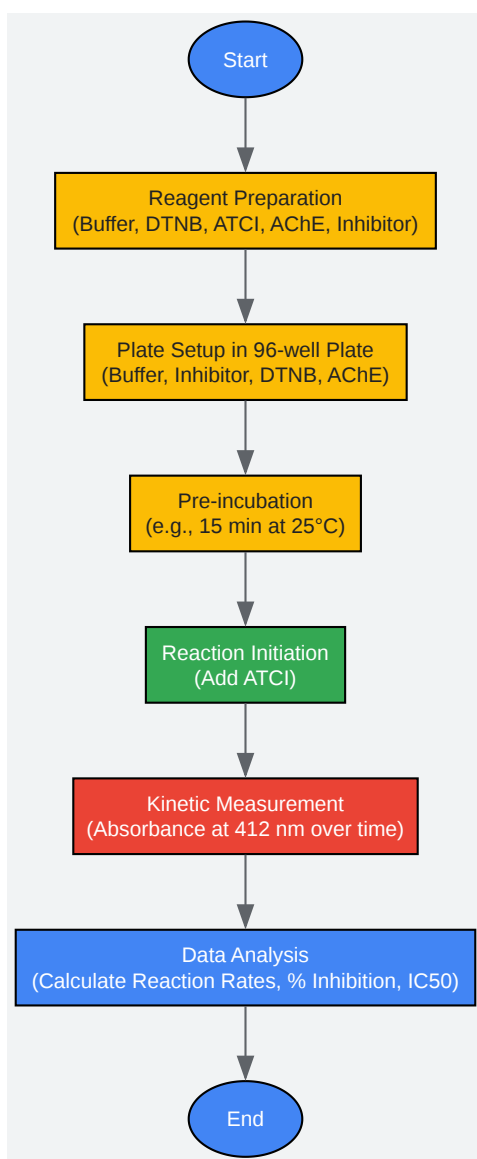 Start
Reagent Preparation
(Buffer, DTNB, ATCI, AChE, Inhibitor)
Plate Setup in 96-well Plate
(Buffer, Inhibitor, DTNB, AChE)
Pre-incubation
(e.g., 15 min at 25°C)
Reaction Initiation
(Add ATCI)
Kinetic Measurement
(Absorbance at 412 nm over time)
Data Analysis
(Calculate Reaction Rates, % Inhibition, IC50)
End